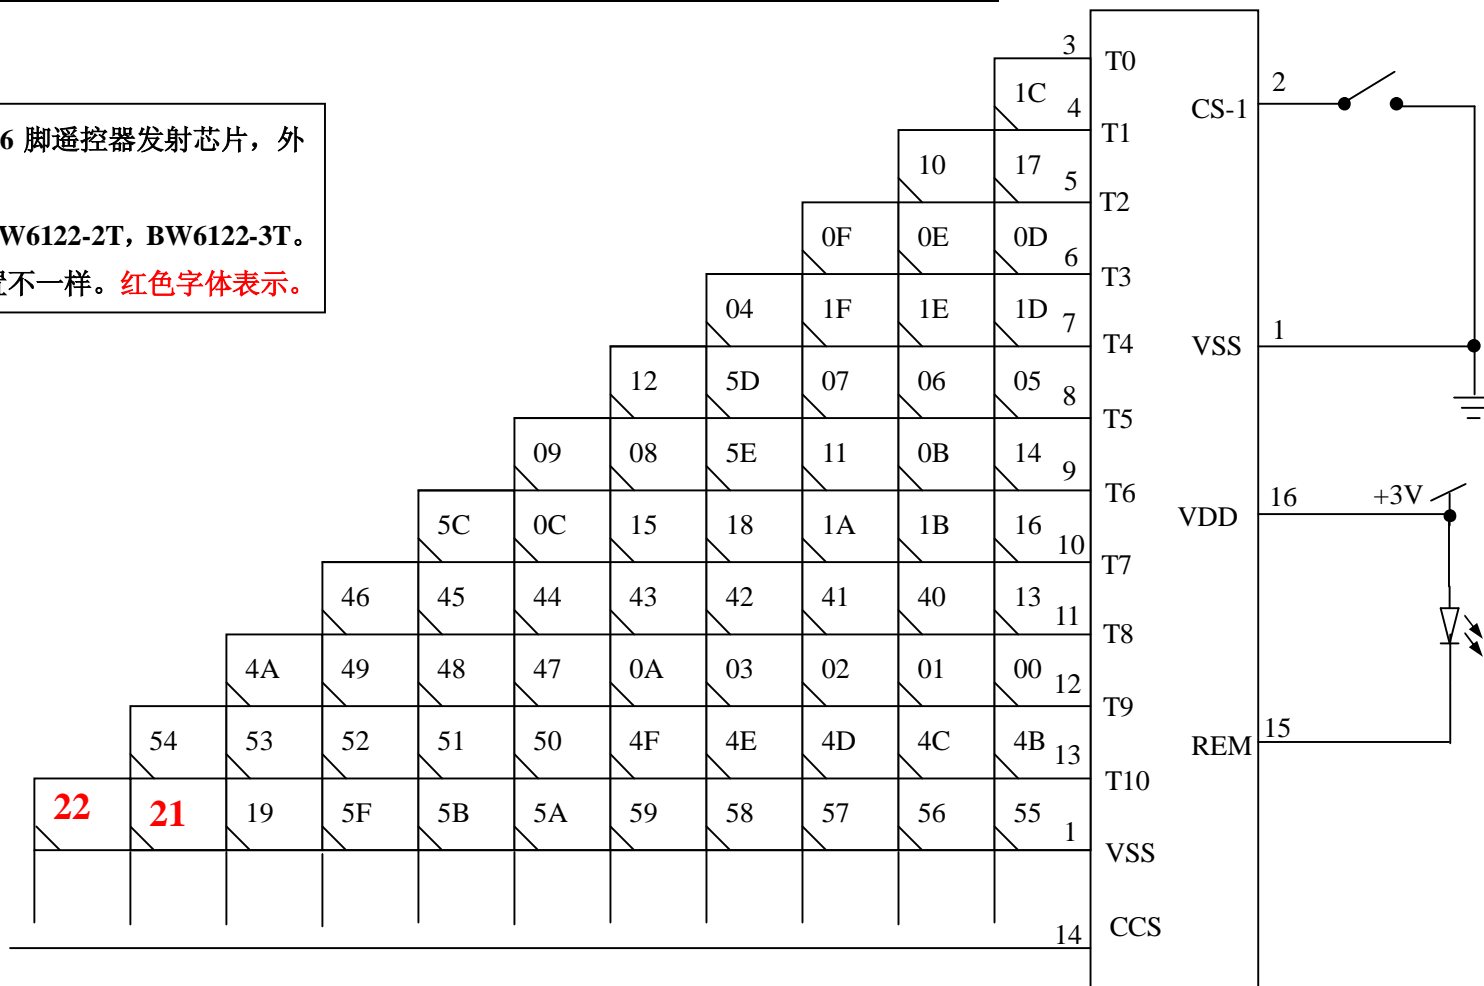 6 脚遥控器发射芯片，外
W6122-2T，BW6122-3T。
不一样。红色字体表示。
3 T0
1C 4 T1
CS-1 2
10 17 5 T2
0F 0E 0D 6 T3
04 1F 1E 1D 7 T4
VSS 1
12 5D 07 06 05 8 T5
09 08 5E 11 0B 14 9 T6
VDD 16 +3V
5C 0C 15 18 1A 1B 16 10 T7
46 45 44 43 42 41 40 13 11 T8
4A 49 48 47 0A 03 02 01 00 12 T9
54 53 52 51 50 4F 4E 4D 4C 4B 13 T10
REM 15
22 21 19 5F 5B 5A 59 58 57 56 55 1 VSS
14 CCS